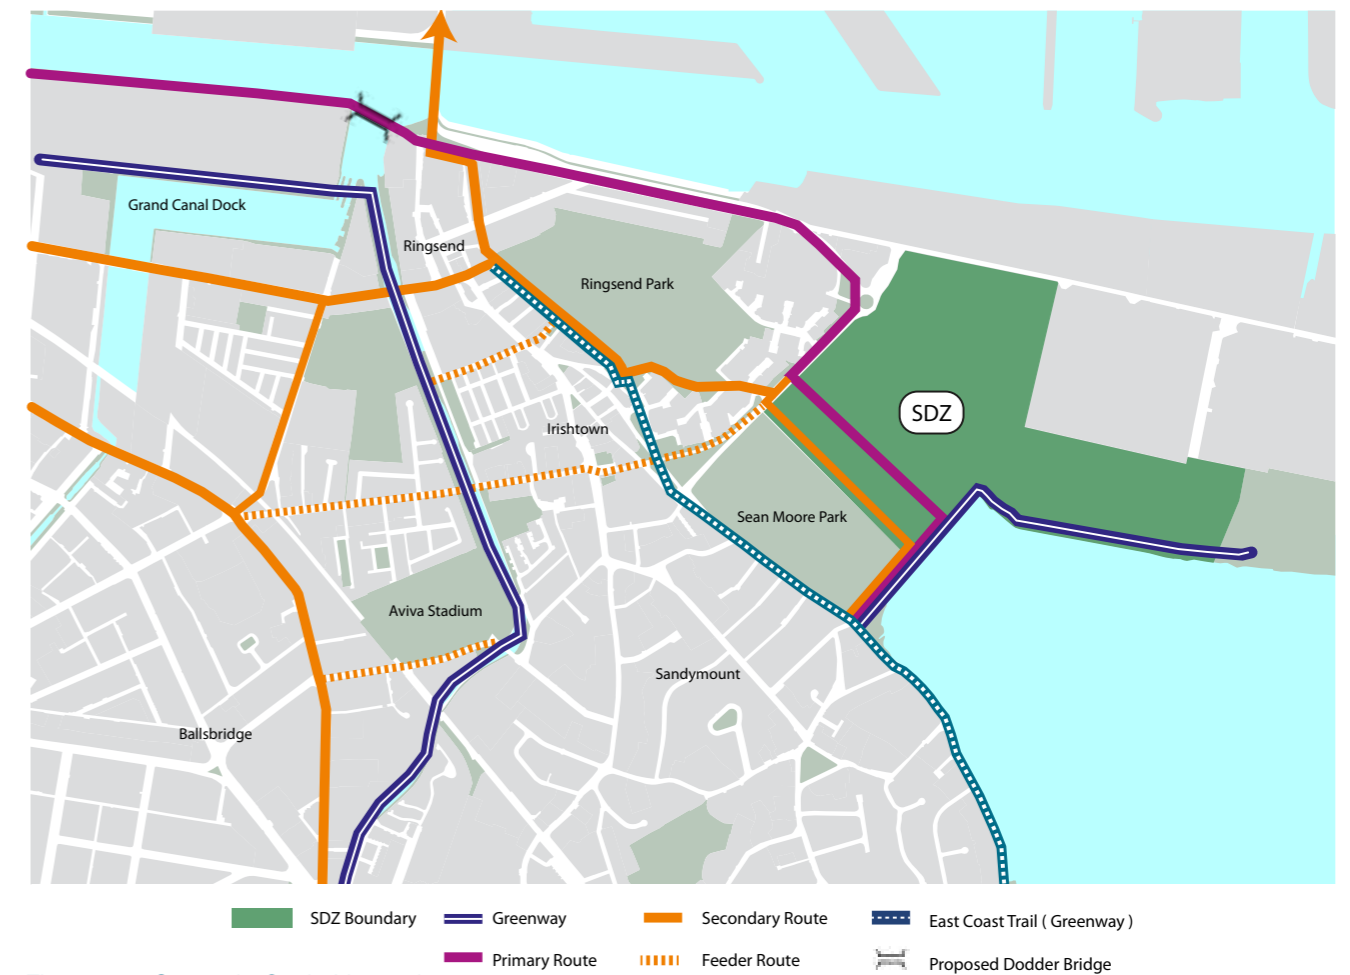 Grand Canal Dock
Ringsend
Ringsend Park
SDZ
Irishtown
Sean Moore Park
Aviva Stadium
Sandymount
Ballsbridge
SDZ Boundary
Greenway
Secondary Route
East Coast Trail ( Greenway )
Primary Route
Feeder Route
Proposed Dodder Bridge